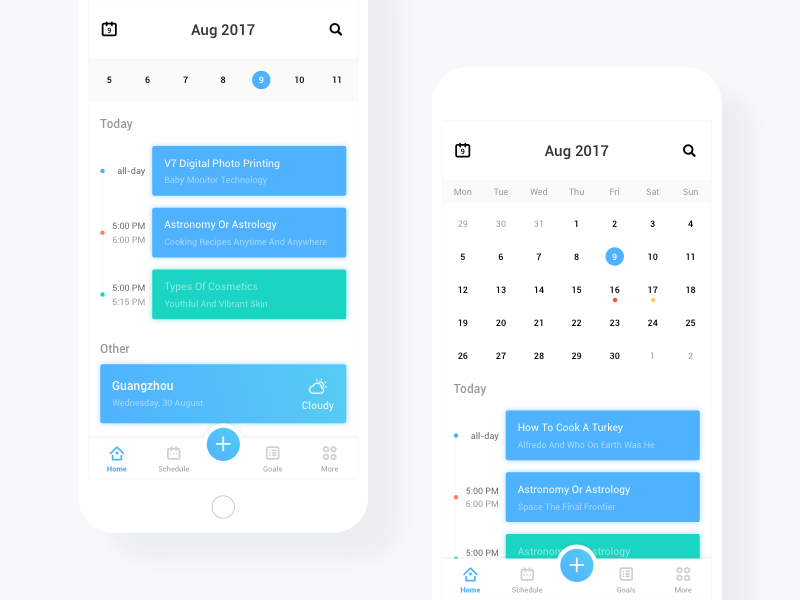 9
Aug 2017
5 6 7 8 9 10 11
Today
all-day
V7 Digital Photo Printing
Baby Monitor Technology
5:00 PM
6:00 PM
Astronomy Or Astrology
Cooking Recipes Anytime And Anywhere
5:00 PM
5:15 PM
Types Of Cosmetics
Youthful And Vibrant Skin
Other
Guangzhou
Wednesday, 30 August
Cloudy
Home
Schedule
Goals
More
9
Aug 2017
Mon Tue Wed Thu Fri Sat Sun
29 30 31 1 2 3 4
5 6 7 8 9 10 11
12 13 14 15 16 17 18
19 20 21 22 23 24 25
26 27 28 29 30 1 2
Today
all-day
How To Cook A Turkey
Alfredo And Who On Earth Was He
5:00 PM
6:00 PM
Astronomy Or Astrology
Space The Final Frontier
5:00 PM
Home
Schedule
Goals
More